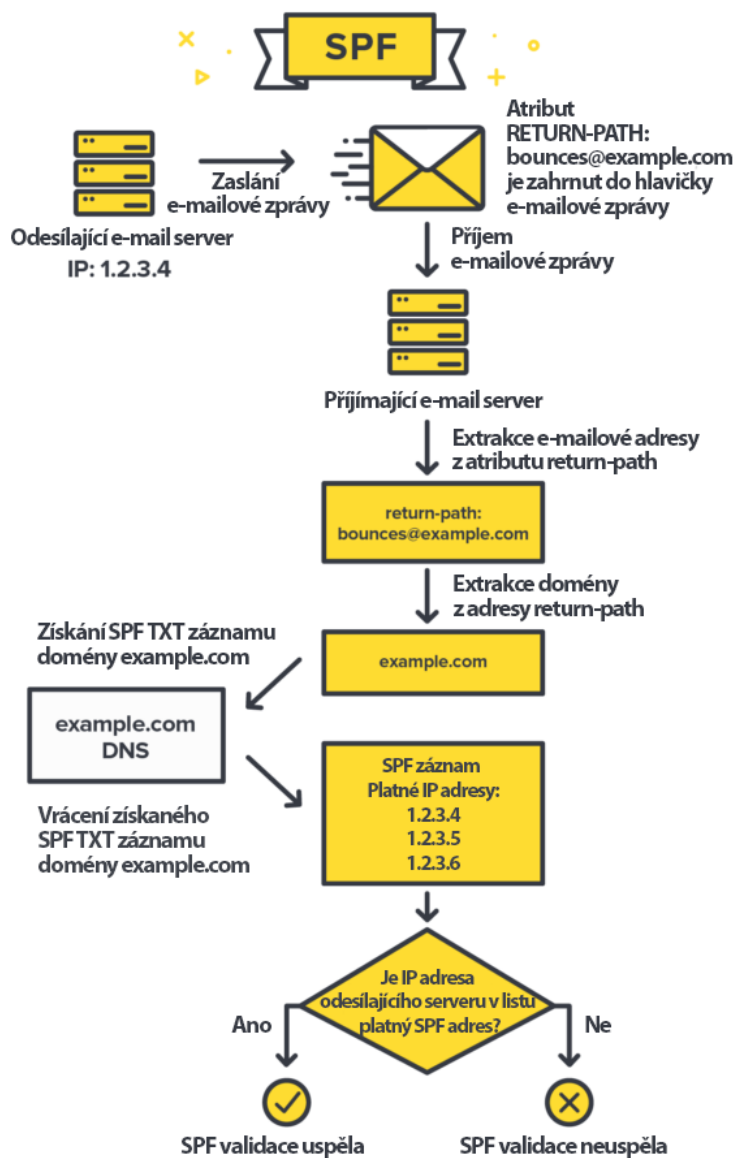 SPF
Atribut
RETURN-PATH:
bounces@example.com
je zahrnut do hlavičky
e-mailové zprávy
Zaslání
e-mailové zprávy
Odesílající e-mail server
IP: 1.2.3.4
Příjem
e-mailové zprávy
Příjímající e-mail server
Extrakce e-mailové adresy
z atributu return-path
return-path:
bounces@example.com
Extrakce domény
z adresy return-path
Získání SPF TXT záznamu
domény example.com
example.com
example.com
DNS
SPF záznam
Platné IP adresy:
1.2.3.4
1.2.3.5
1.2.3.6
Vrácení získaného
SPF TXT záznamu
domény example.com
Je IP adresa
odesílajícího serveru v listu
platný SPF adres?
Ano
Ne
SPF validace uspěla
SPF validace neuspěla